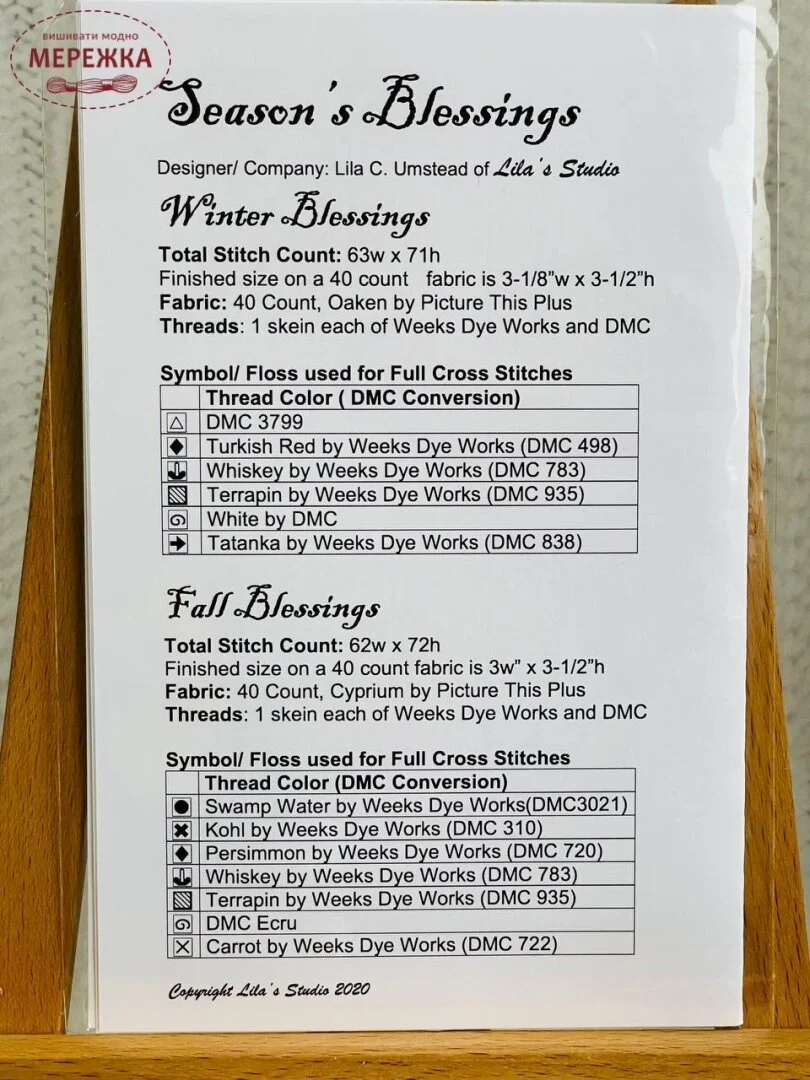 вишивати модно
МЕРЕЖКА
Season's Blessings
Designer/ Company: Lila C. Umstead of Lila's Studio
Winter Blessings
Total Stitch Count: 63w x 71h
Finished size on a 40 count fabric is 3-1/8”w x 3-1/2”h
Fabric: 40 Count, Oaken by Picture This Plus
Threads: 1 skein each of Weeks Dye Works and DMC
Symbol/ Floss used for Full Cross Stitches
Thread Color ( DMC Conversion)
DMC 3799
Turkish Red by Weeks Dye Works (DMC 498)
Whiskey by Weeks Dye Works (DMC 783)
Terrapin by Weeks Dye Works (DMC 935)
White by DMC
Tatanka by Weeks Dye Works (DMC 838)
Fall Blessings
Total Stitch Count: 62w x 72h
Finished size on a 40 count fabric is 3w” x 3-1/2”h
Fabric: 40 Count, Cyprium by Picture This Plus
Threads: 1 skein each of Weeks Dye Works and DMC
Symbol/ Floss used for Full Cross Stitches
Thread Color (DMC Conversion)
Swamp Water by Weeks Dye Works(DMC3021)
Kohl by Weeks Dye Works (DMC 310)
Persimmon by Weeks Dye Works (DMC 720)
Whiskey by Weeks Dye Works (DMC 783)
Terrapin by Weeks Dye Works (DMC 935)
DMC Ecru
Carrot by Weeks Dye Works (DMC 722)
Copyright Lila's Studio 2020